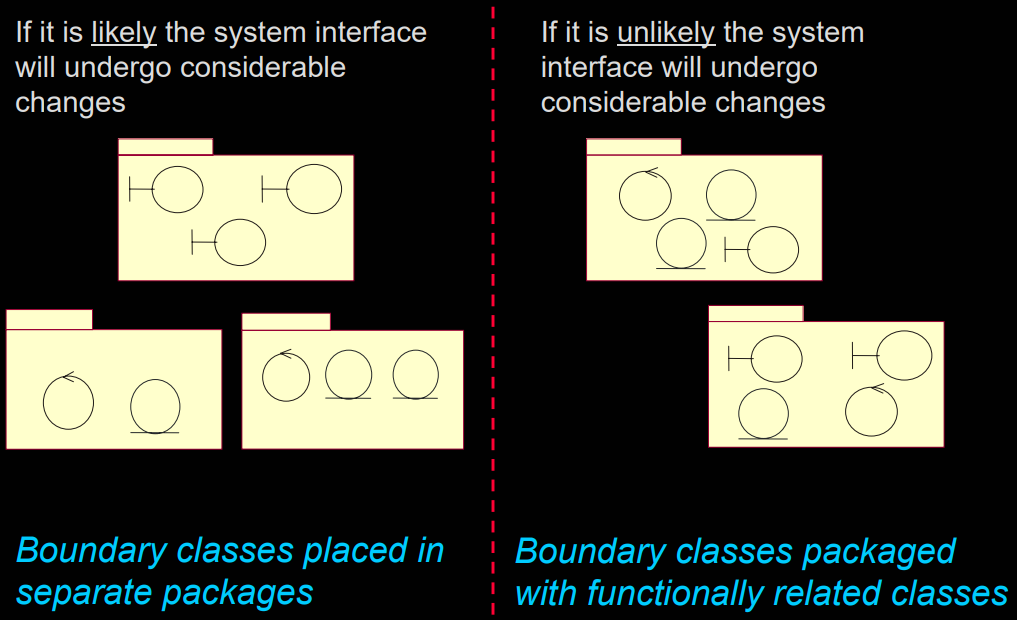 If it is likely the system interface
will undergo considerable
changes
Boundary classes placed in
separate packages
If it is unlikely the system
interface will undergo
considerable changes
Boundary classes packaged
with functionally related classes